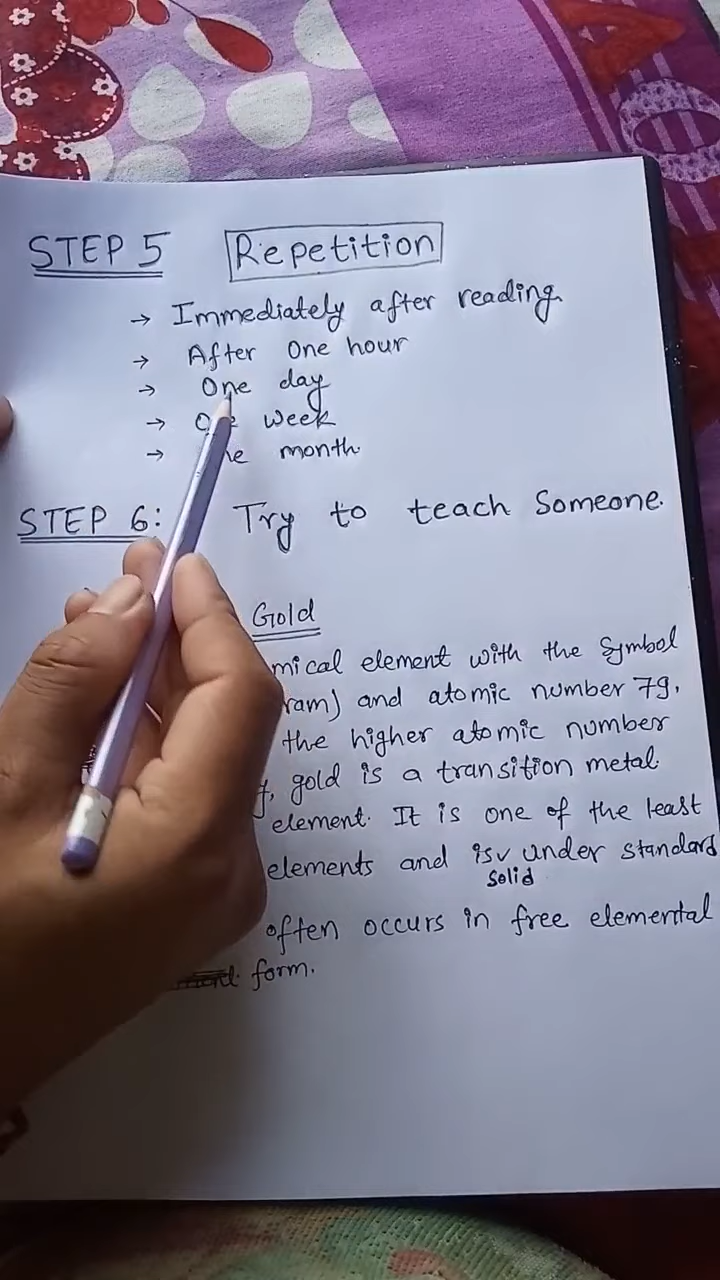 STEP 5 Repetition
→ Immediately after reading.
→ After One hour
→ One day
→ One week
→ month.
STEP 6: Try to teach Someone.
Gold
element with the symbol
and atomic number 79,
the higher atomic number
gold is a transition metal.
element. It is one of the least
elements and is solid under standard
often occurs in free elemental
form.